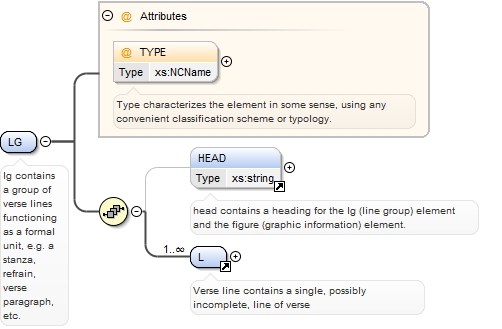 Attributes
TYPE
Type xs:NCName
Type characterizes the element in some sense, using any
convenient classification scheme or typology.
LG
lg contains
a group of
verse lines
functioning
as a formal
unit, e.g. a
stanza,
refrain,
verse
paragraph,
etc.
HEAD
Type xs:string
head contains a heading for the lg (line group) element
and the figure (graphic information) element.
1..∞
L
Verse line contains a single, possibly
incomplete, line of verse